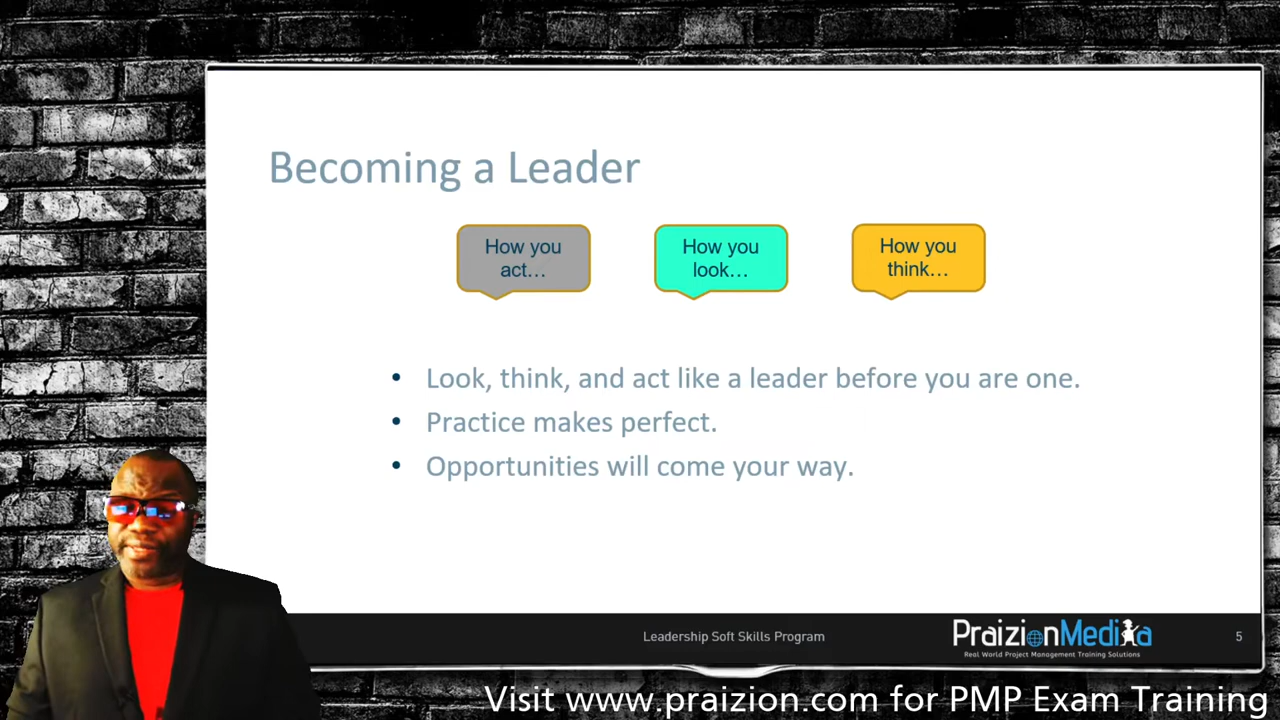 Becoming a Leader
How you
act…
How you
look…
How you
think…
• Look, think, and act like a leader before you are one.
• Practice makes perfect.
• Opportunities will come your way.
Leadership Soft Skills Program
PraizionMedia
Real World Project Management Training Solutions
5
Visit www.praizion.com for PMP Exam Training